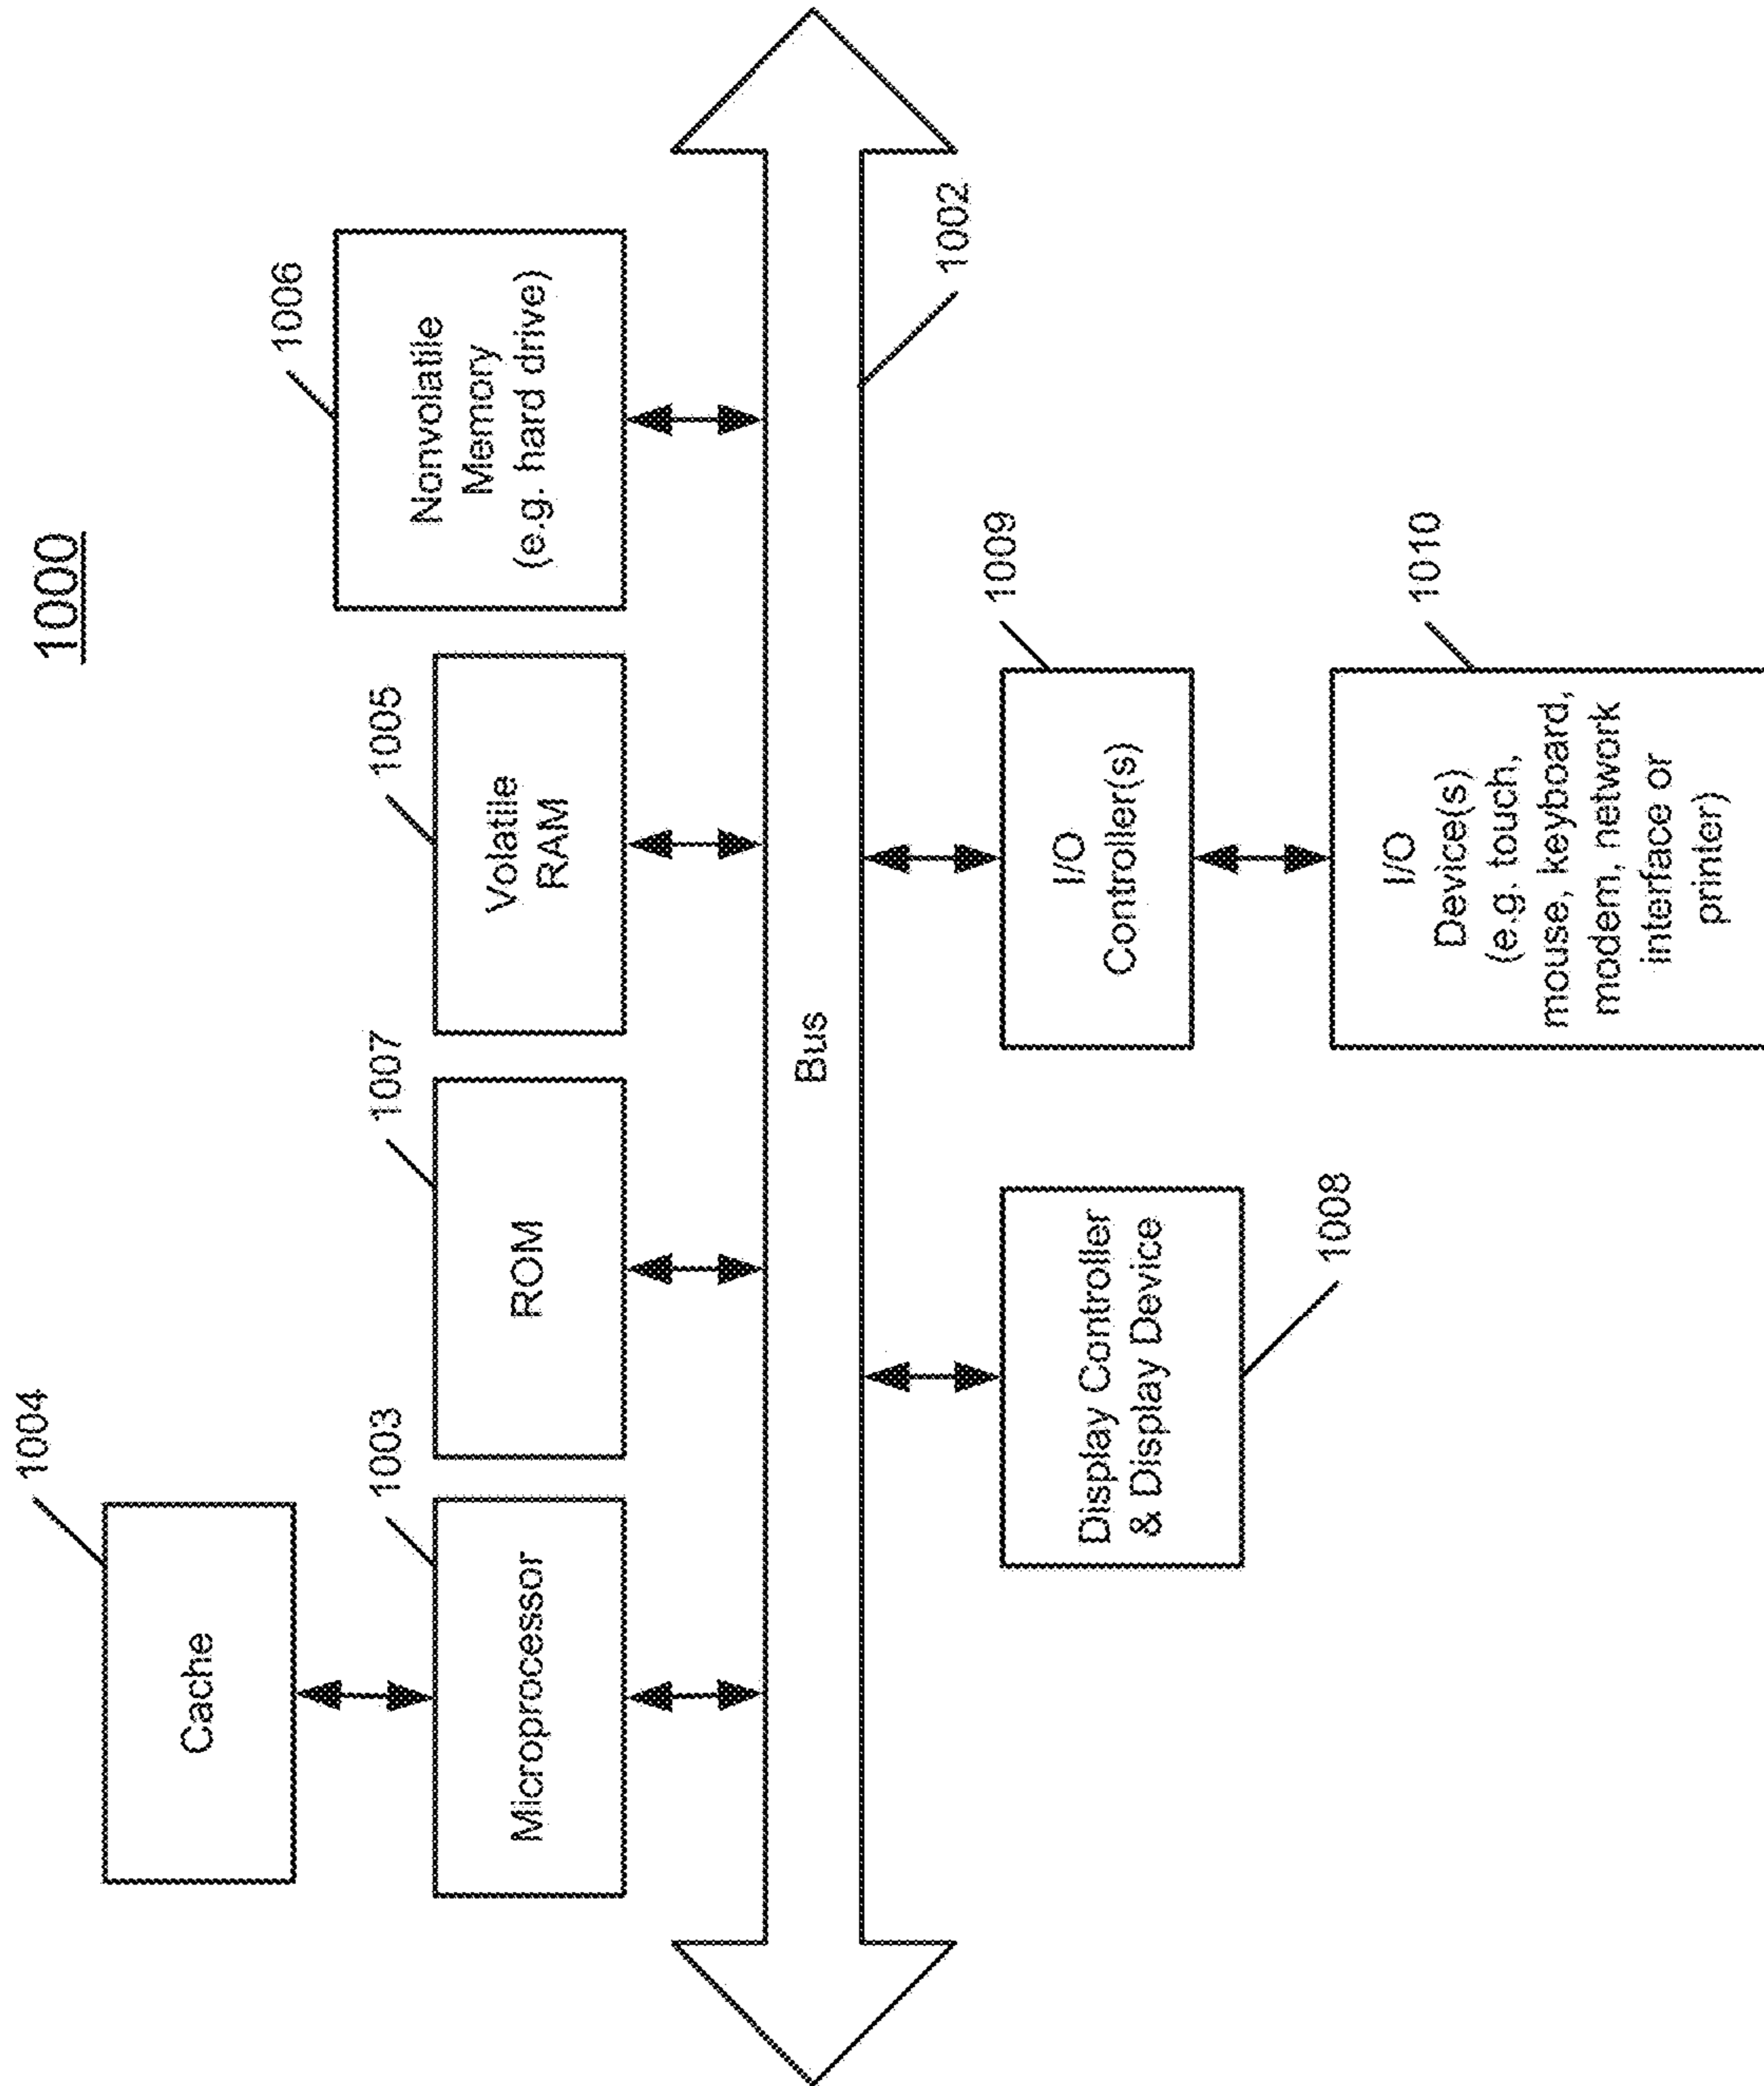 1000
1004
Cache
1003
Microprocessor
1007
ROM
1005
Volatile
RAM
1006
Nonvolatile
Memory
(e.g. hard drive)
Bus
1002
Display Controller
& Display Device
1008
1009
I/O
Controller(s)
1010
I/O
Device(s)
(e.g. touch,
mouse, keyboard,
modem, network
interface or
printer)